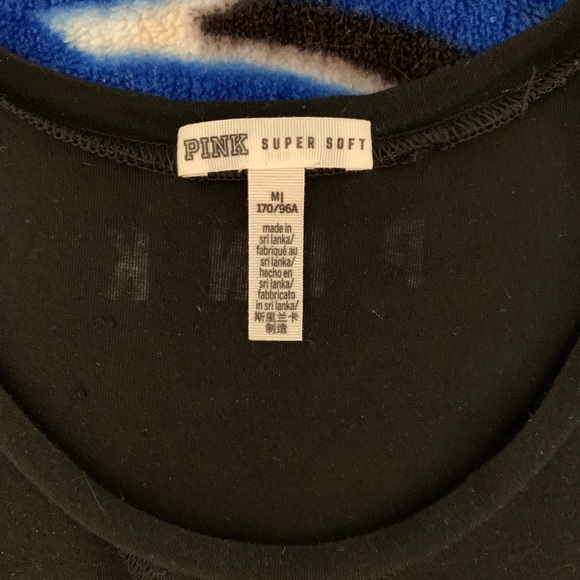 PINK SUPER SOFT
M|
170/96A
made in
sri lanka/
fabriqué au
sri lanka/
hecho en
sri lanka/
fabbricato
in sri lanka/
斯里兰卡
制造